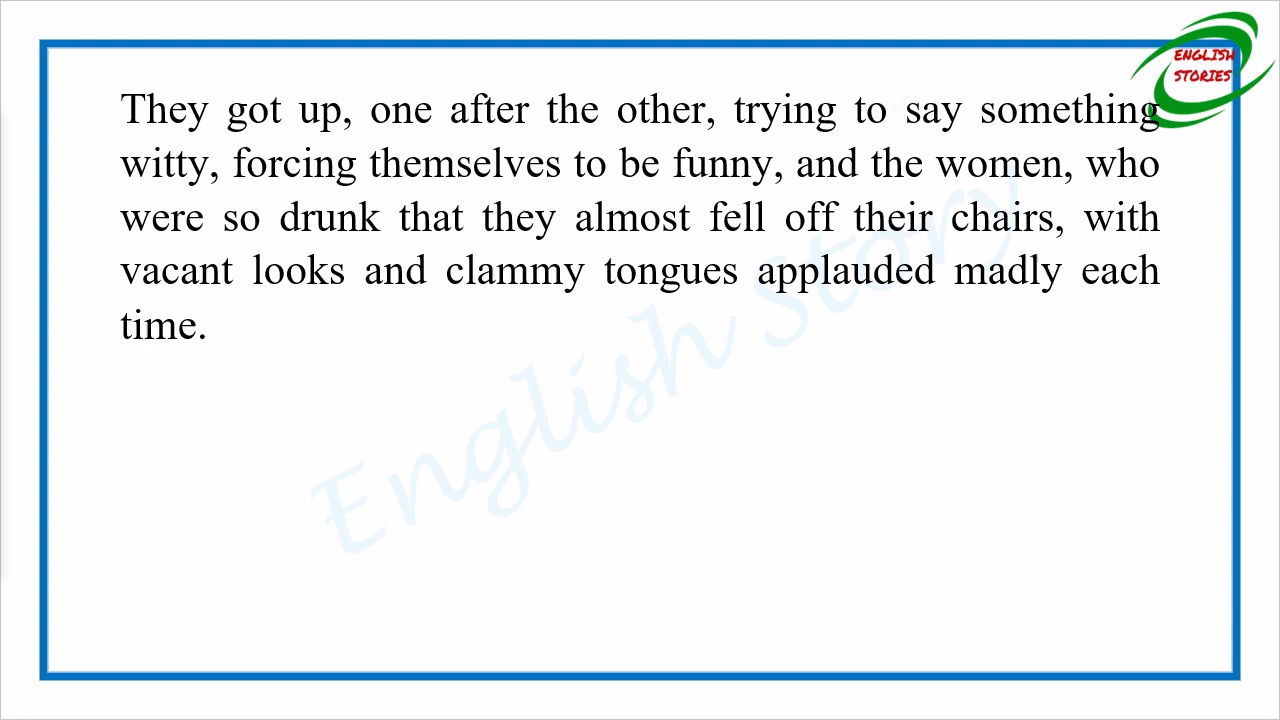 ENGLISH
STORIES
They got up, one after the other, trying to say something
witty, forcing themselves to be funny, and the women, who
were so drunk that they almost fell off their chairs, with
vacant looks and clammy tongues applauded madly each
time.
English Story